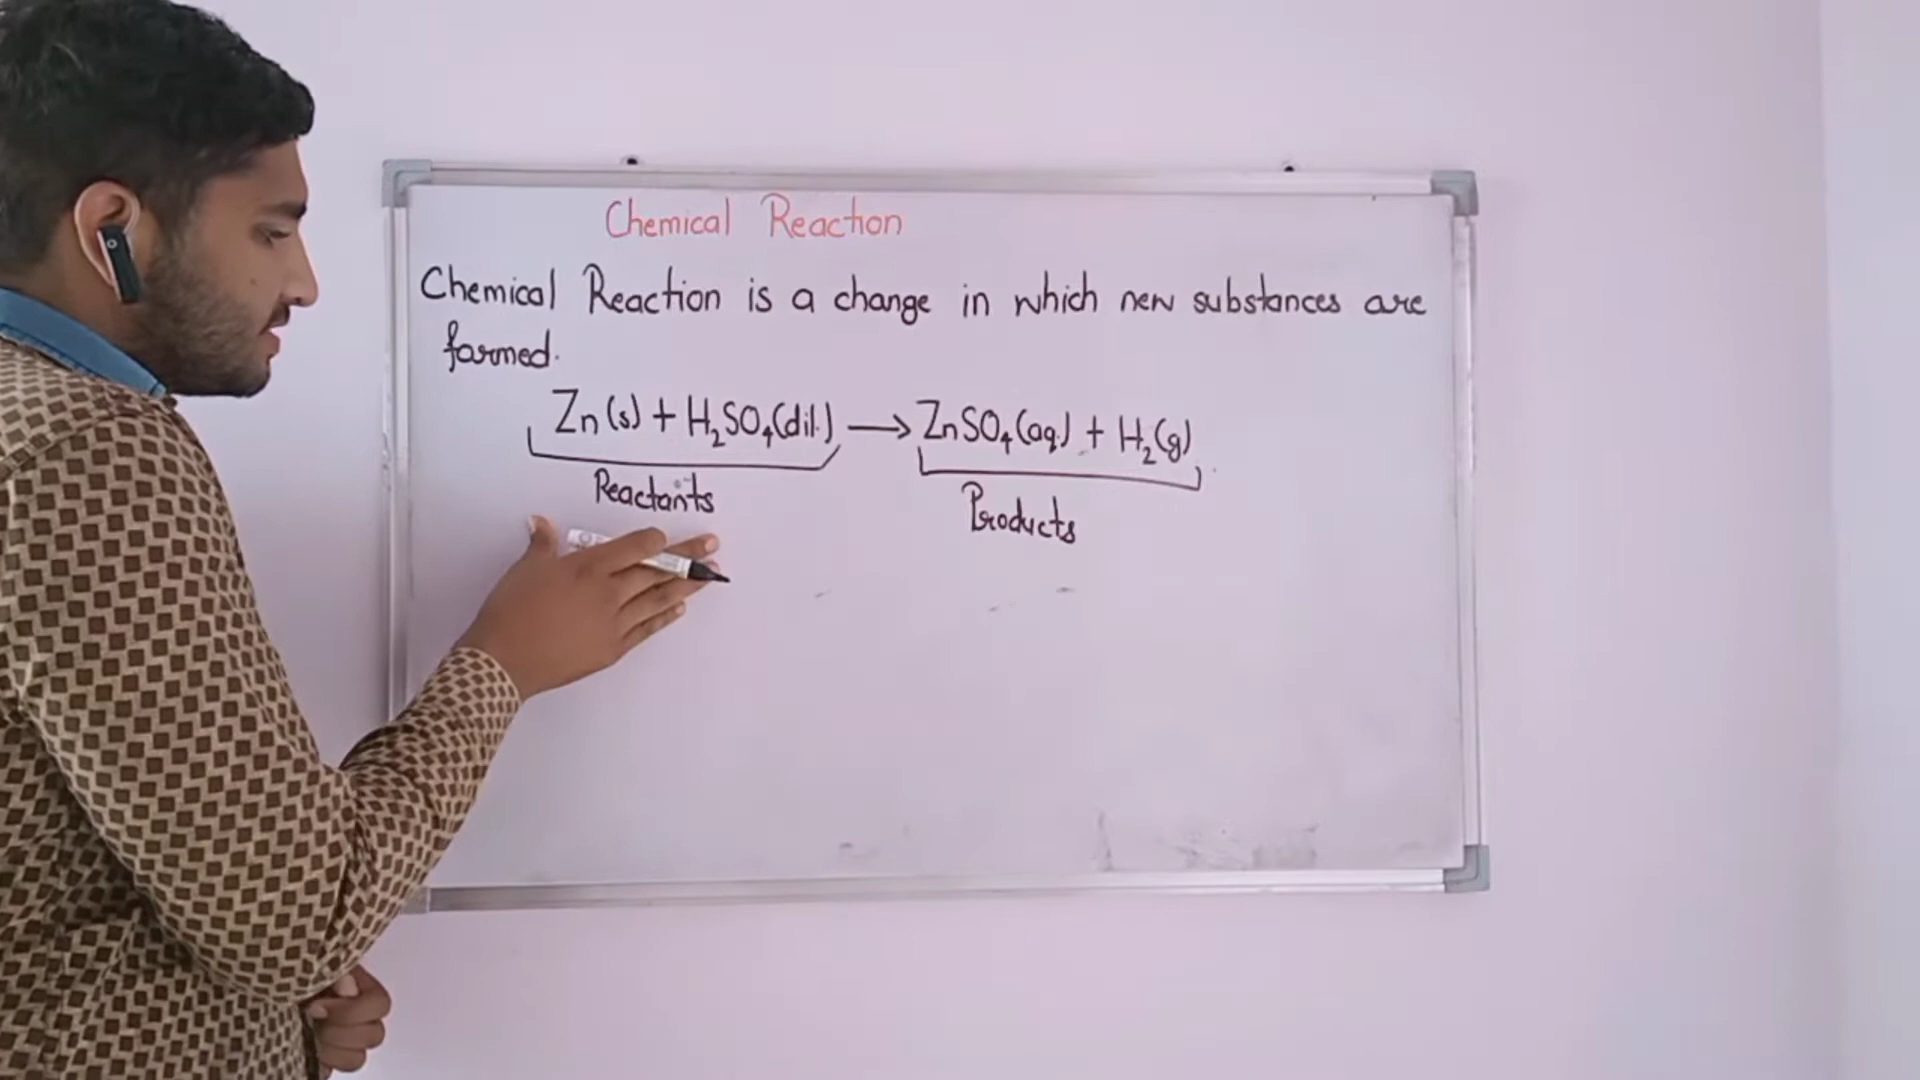 Chemical Reaction
Chemical Reaction is a change in which new substances are
formed.
Zn(s) + H₂SO₄(dil.) → ZnSO₄(aq.) + H₂(g)
Reactants
Products